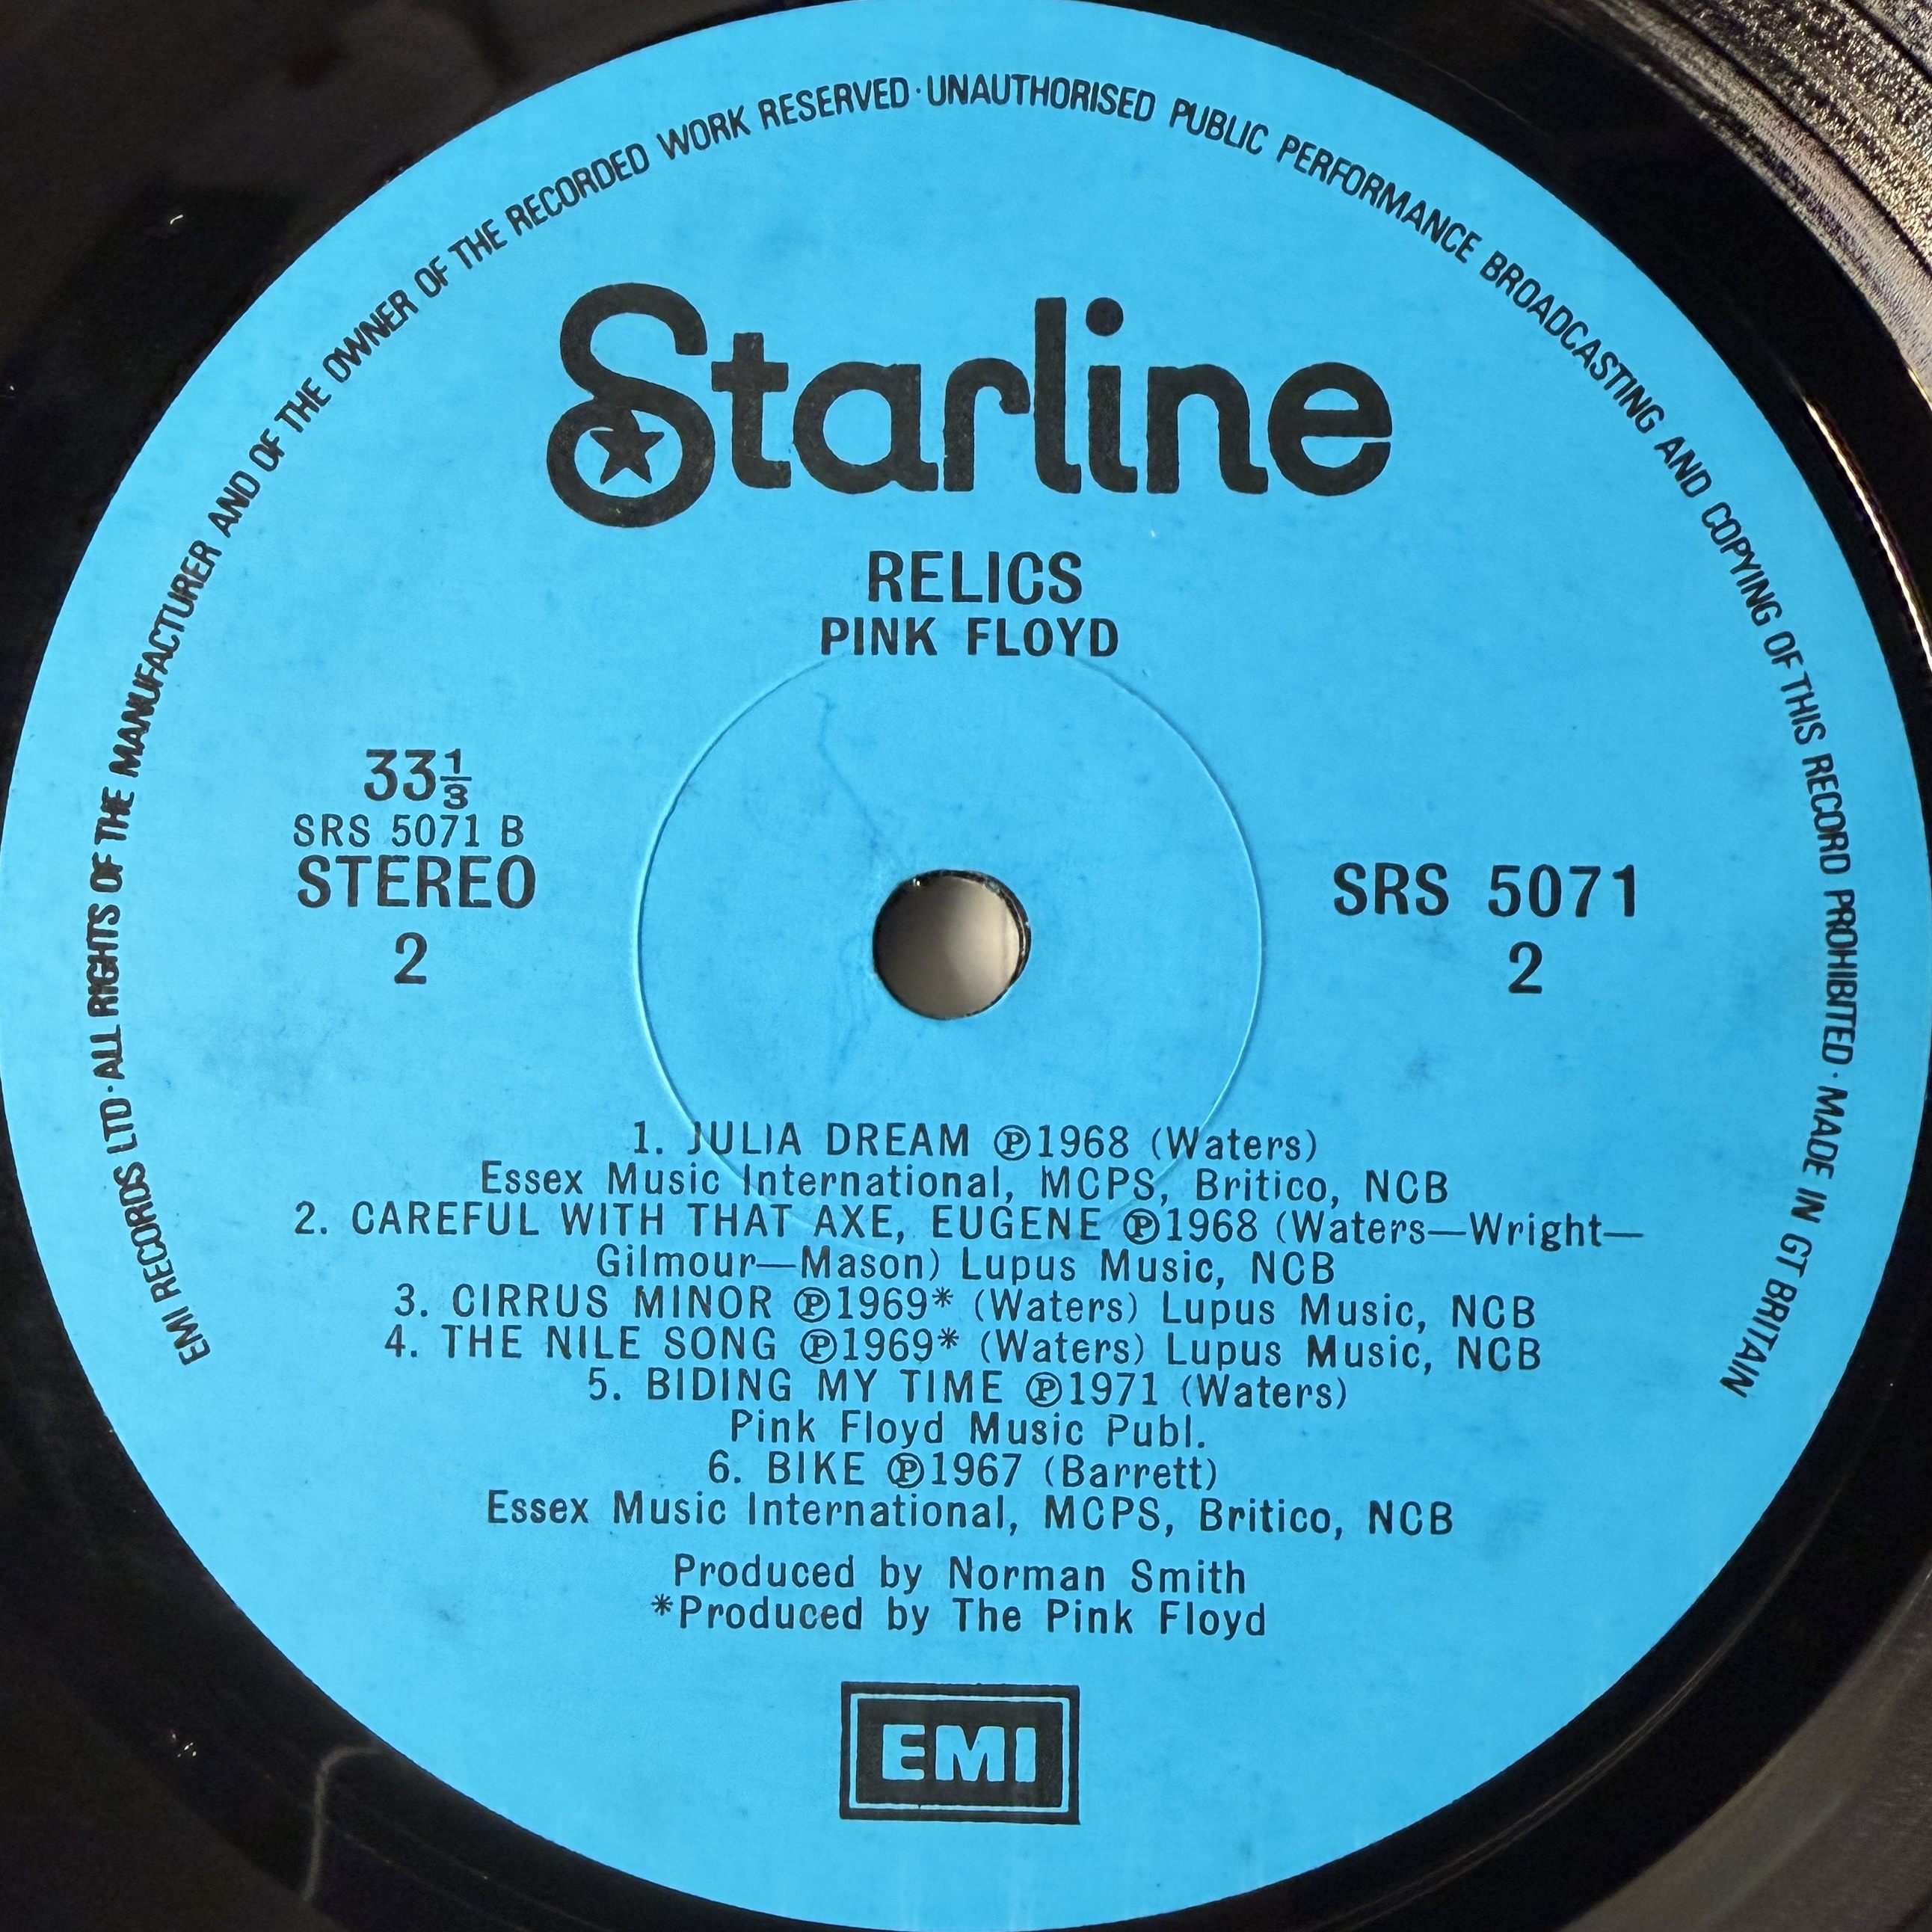 EMI RECORDS LTD · ALL RIGHTS OF THE MANUFACTURER AND OF THE OWNER OF THE RECORDED WORK RESERVED · UNAUTHORISED PUBLIC PERFORMANCE BROADCASTING AND COPYING OF THIS RECORD PROHIBITED · MADE IN GT BRITAIN
Starline
RELICS
PINK FLOYD
33⅓
SRS 5071 B
STEREO
2
SRS 5071
2
1. JULIA DREAM ℗1968 (Waters)
Essex Music International, MCPS, Britico, NCB
2. CAREFUL WITH THAT AXE, EUGENE ℗1968 (Waters—Wright—
Gilmour—Mason) Lupus Music, NCB
3. CIRRUS MINOR ℗1969* (Waters) Lupus Music, NCB
4. THE NILE SONG ℗1969* (Waters) Lupus Music, NCB
5. BIDING MY TIME ℗1971 (Waters)
Pink Floyd Music Publ.
6. BIKE ℗1967 (Barrett)
Essex Music International, MCPS, Britico, NCB
Produced by Norman Smith
*Produced by The Pink Floyd
EMI